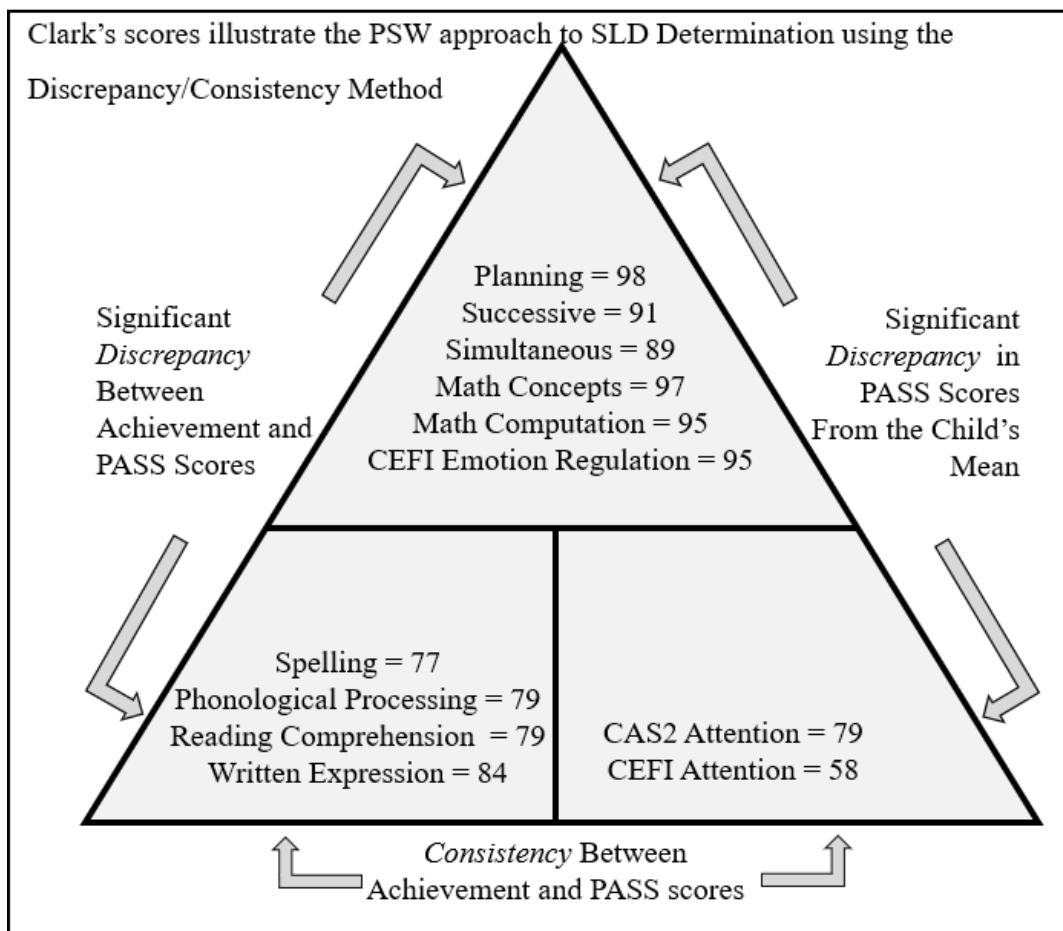 Clark’s scores illustrate the PSW approach to SLD Determination using the
Discrepancy/Consistency Method
Planning = 98
Successive = 91
Simultaneous = 89
Math Concepts = 97
Math Computation = 95
CEFI Emotion Regulation = 95
Significant
Discrepancy
Between
Achievement and
PASS Scores
Significant
Discrepancy in
PASS Scores
From the Child’s
Mean
Spelling = 77
Phonological Processing = 79
Reading Comprehension = 79
Written Expression = 84
CAS2 Attention = 79
CEFI Attention = 58
Consistency Between
Achievement and PASS scores